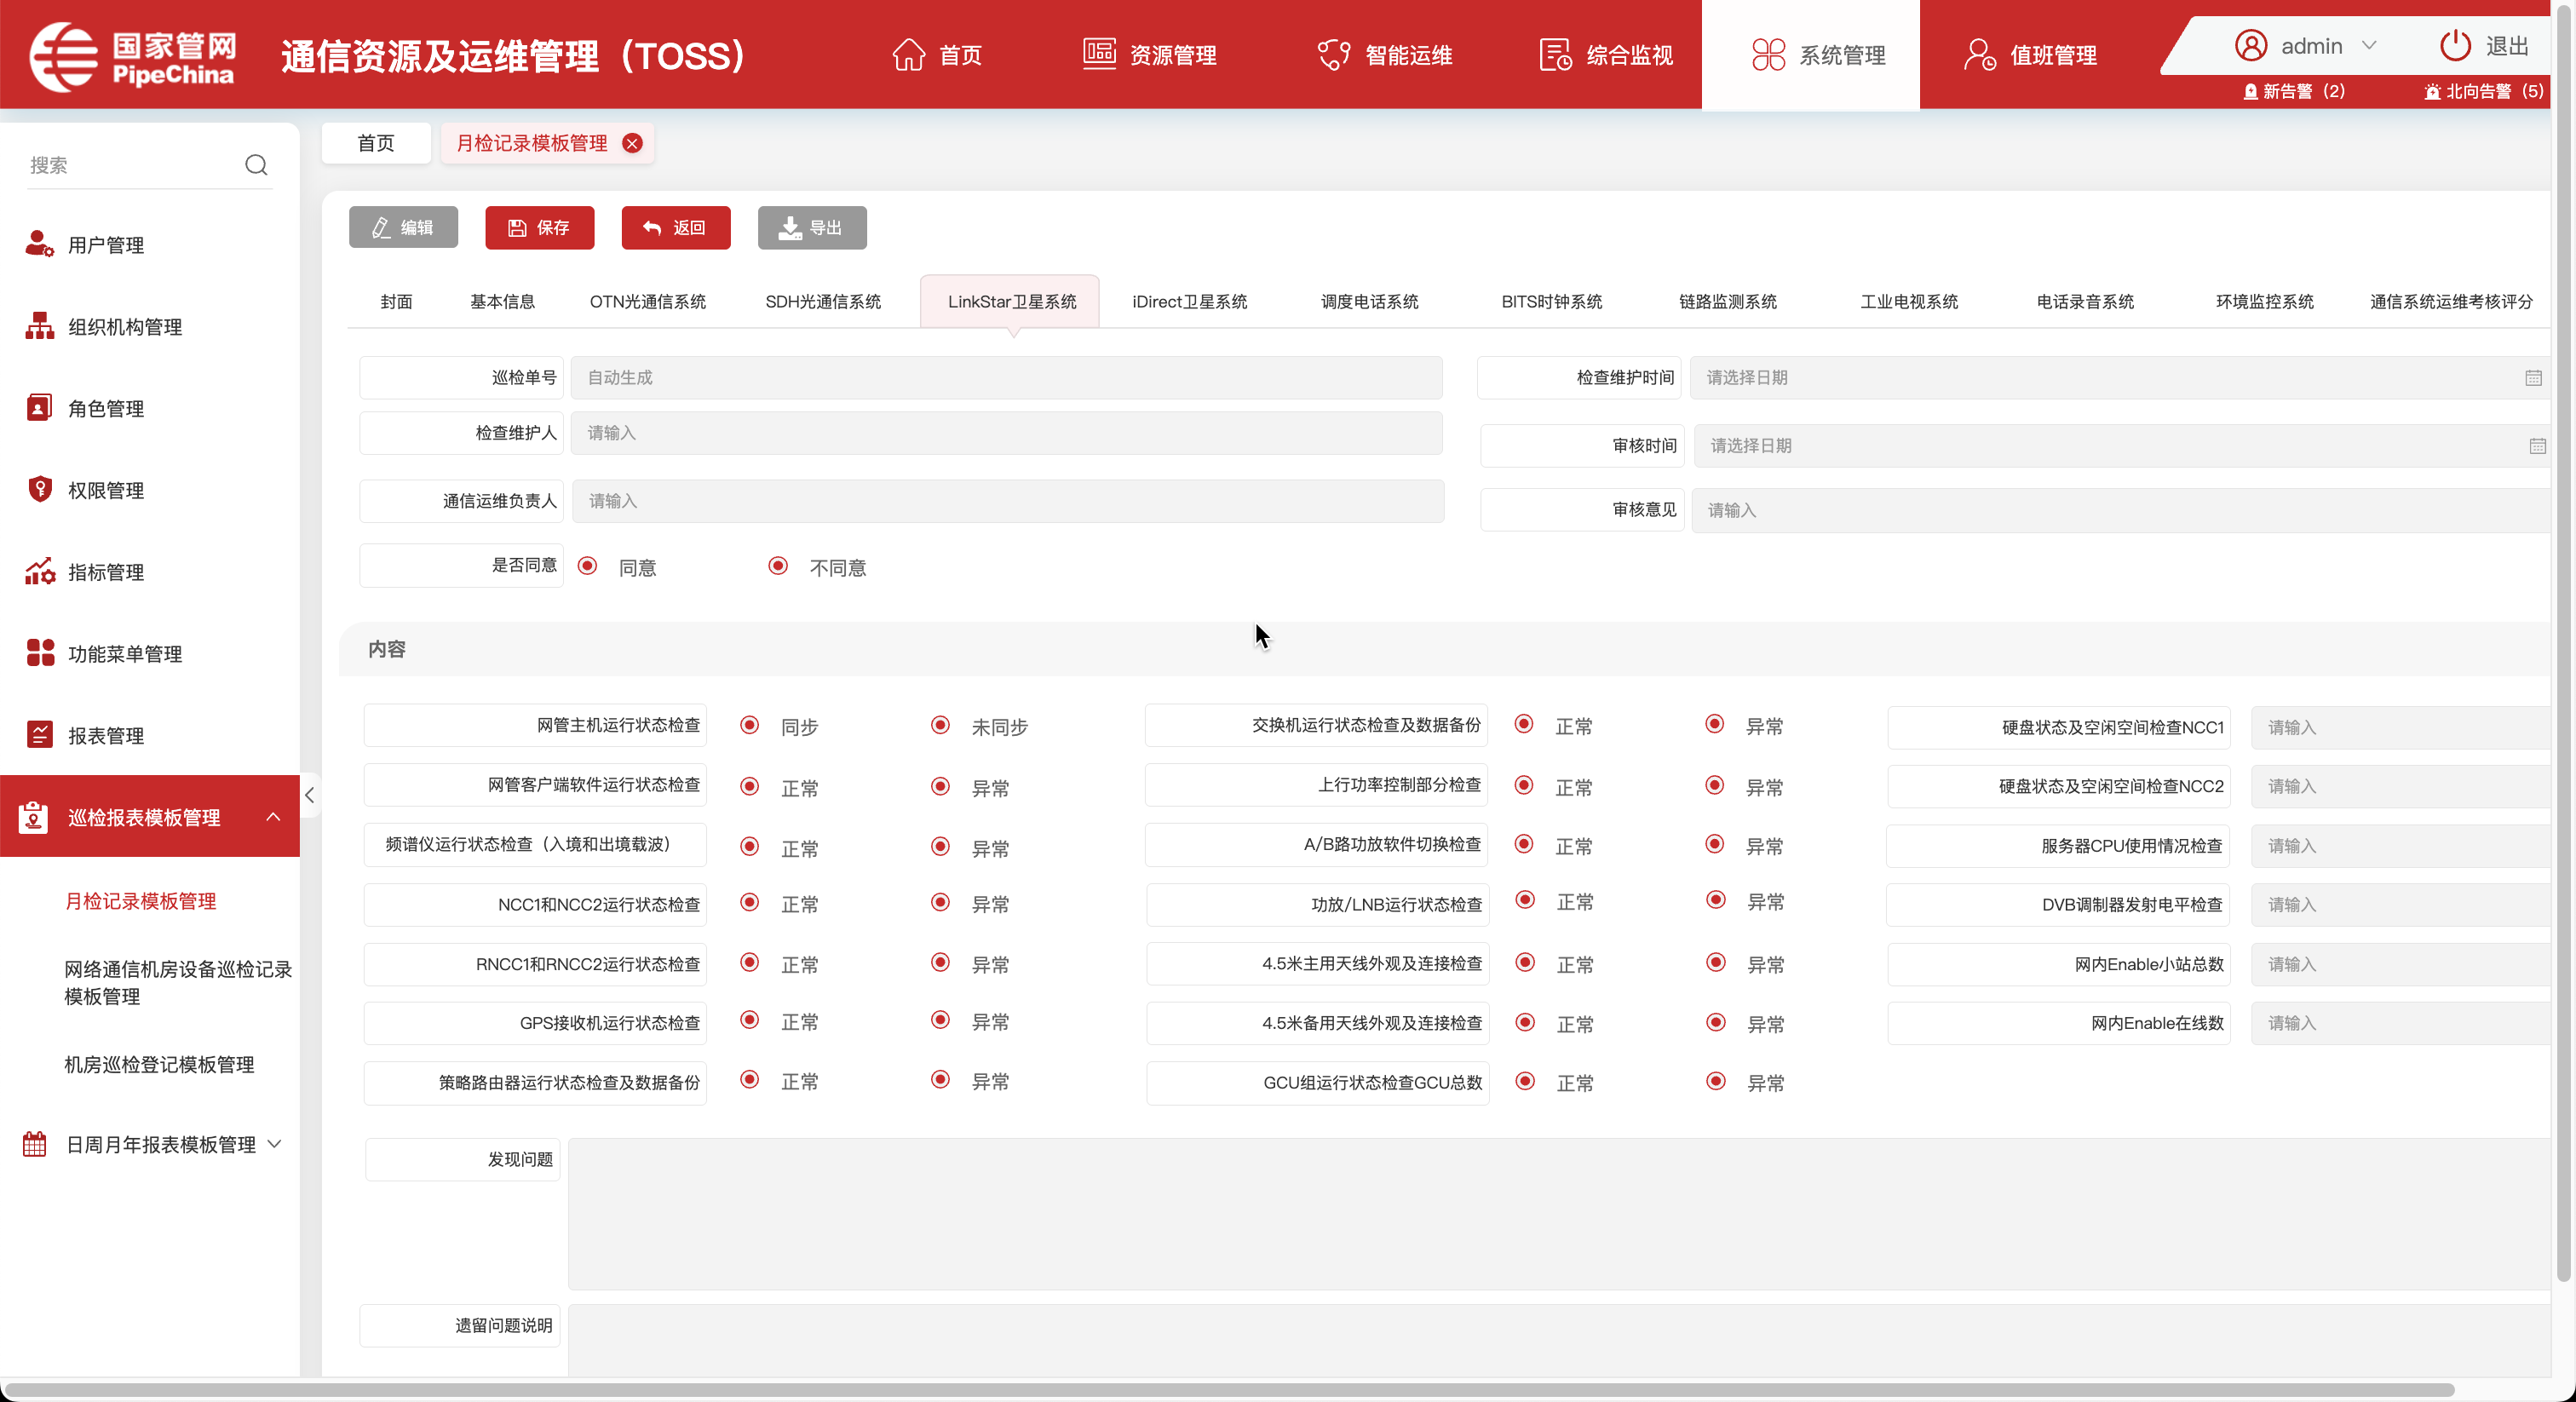 国家管网
PipeChina
通信资源及运维管理（TOSS）
首页
资源管理
智能运维
综合监视
系统管理
值班管理
admin
退出
新告警（2）
北向告警（5）
搜索
用户管理
组织机构管理
角色管理
权限管理
指标管理
功能菜单管理
报表管理
巡检报表模板管理
月检记录模板管理
网络通信机房设备巡检记录
模板管理
机房巡检登记模板管理
日周月年报表模板管理
首页
月检记录模板管理
编辑
保存
返回
导出
封面
基本信息
OTN光通信系统
SDH光通信系统
LinkStar卫星系统
iDirect卫星系统
调度电话系统
BITS时钟系统
链路监测系统
工业电视系统
电话录音系统
环境监控系统
通信系统运维考核评分
巡检单号 自动生成
检查维护时间 请选择日期
检查维护人 请输入
审核时间 请选择日期
通信运维负责人 请输入
审核意见 请输入
是否同意 同意 不同意
内容
网管主机运行状态检查 同步 未同步 交换机运行状态检查及数据备份 正常 异常 硬盘状态及空闲空间检查NCC1 请输入
网管客户端软件运行状态检查 正常 异常 上行功率控制部分检查 正常 异常 硬盘状态及空闲空间检查NCC2 请输入
频谱仪运行状态检查（入境和出境载波） 正常 异常 A/B路功放软件切换检查 正常 异常 服务器CPU使用情况检查 请输入
NCC1和NCC2运行状态检查 正常 异常 功放/LNB运行状态检查 正常 异常 DVB调制器发射电平检查 请输入
RNCC1和RNCC2运行状态检查 正常 异常 4.5米主用天线外观及连接检查 正常 异常 网内Enable小站总数 请输入
GPS接收机运行状态检查 正常 异常 4.5米备用天线外观及连接检查 正常 异常 网内Enable在线数 请输入
策略路由器运行状态检查及数据备份 正常 异常 GCU组运行状态检查GCU总数 正常 异常
发现问题
遗留问题说明